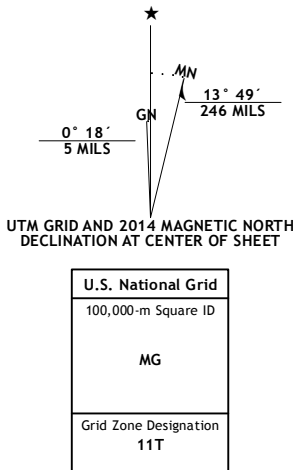 ★
MN
GN
13° 49´
246 MILS
0° 18´
5 MILS
UTM GRID AND 2014 MAGNETIC NORTH
DECLINATION AT CENTER OF SHEET
U.S. National Grid
100,000-m Square ID
MG
Grid Zone Designation
11T